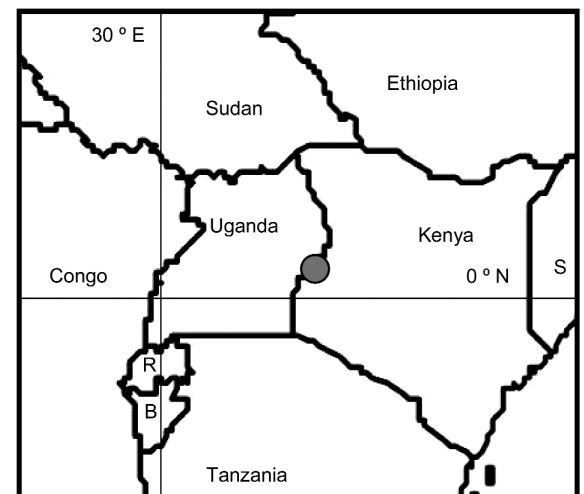 30 º E
Ethiopia
Sudan
Uganda
Kenya
Congo
0 º N
S
R
B
Tanzania